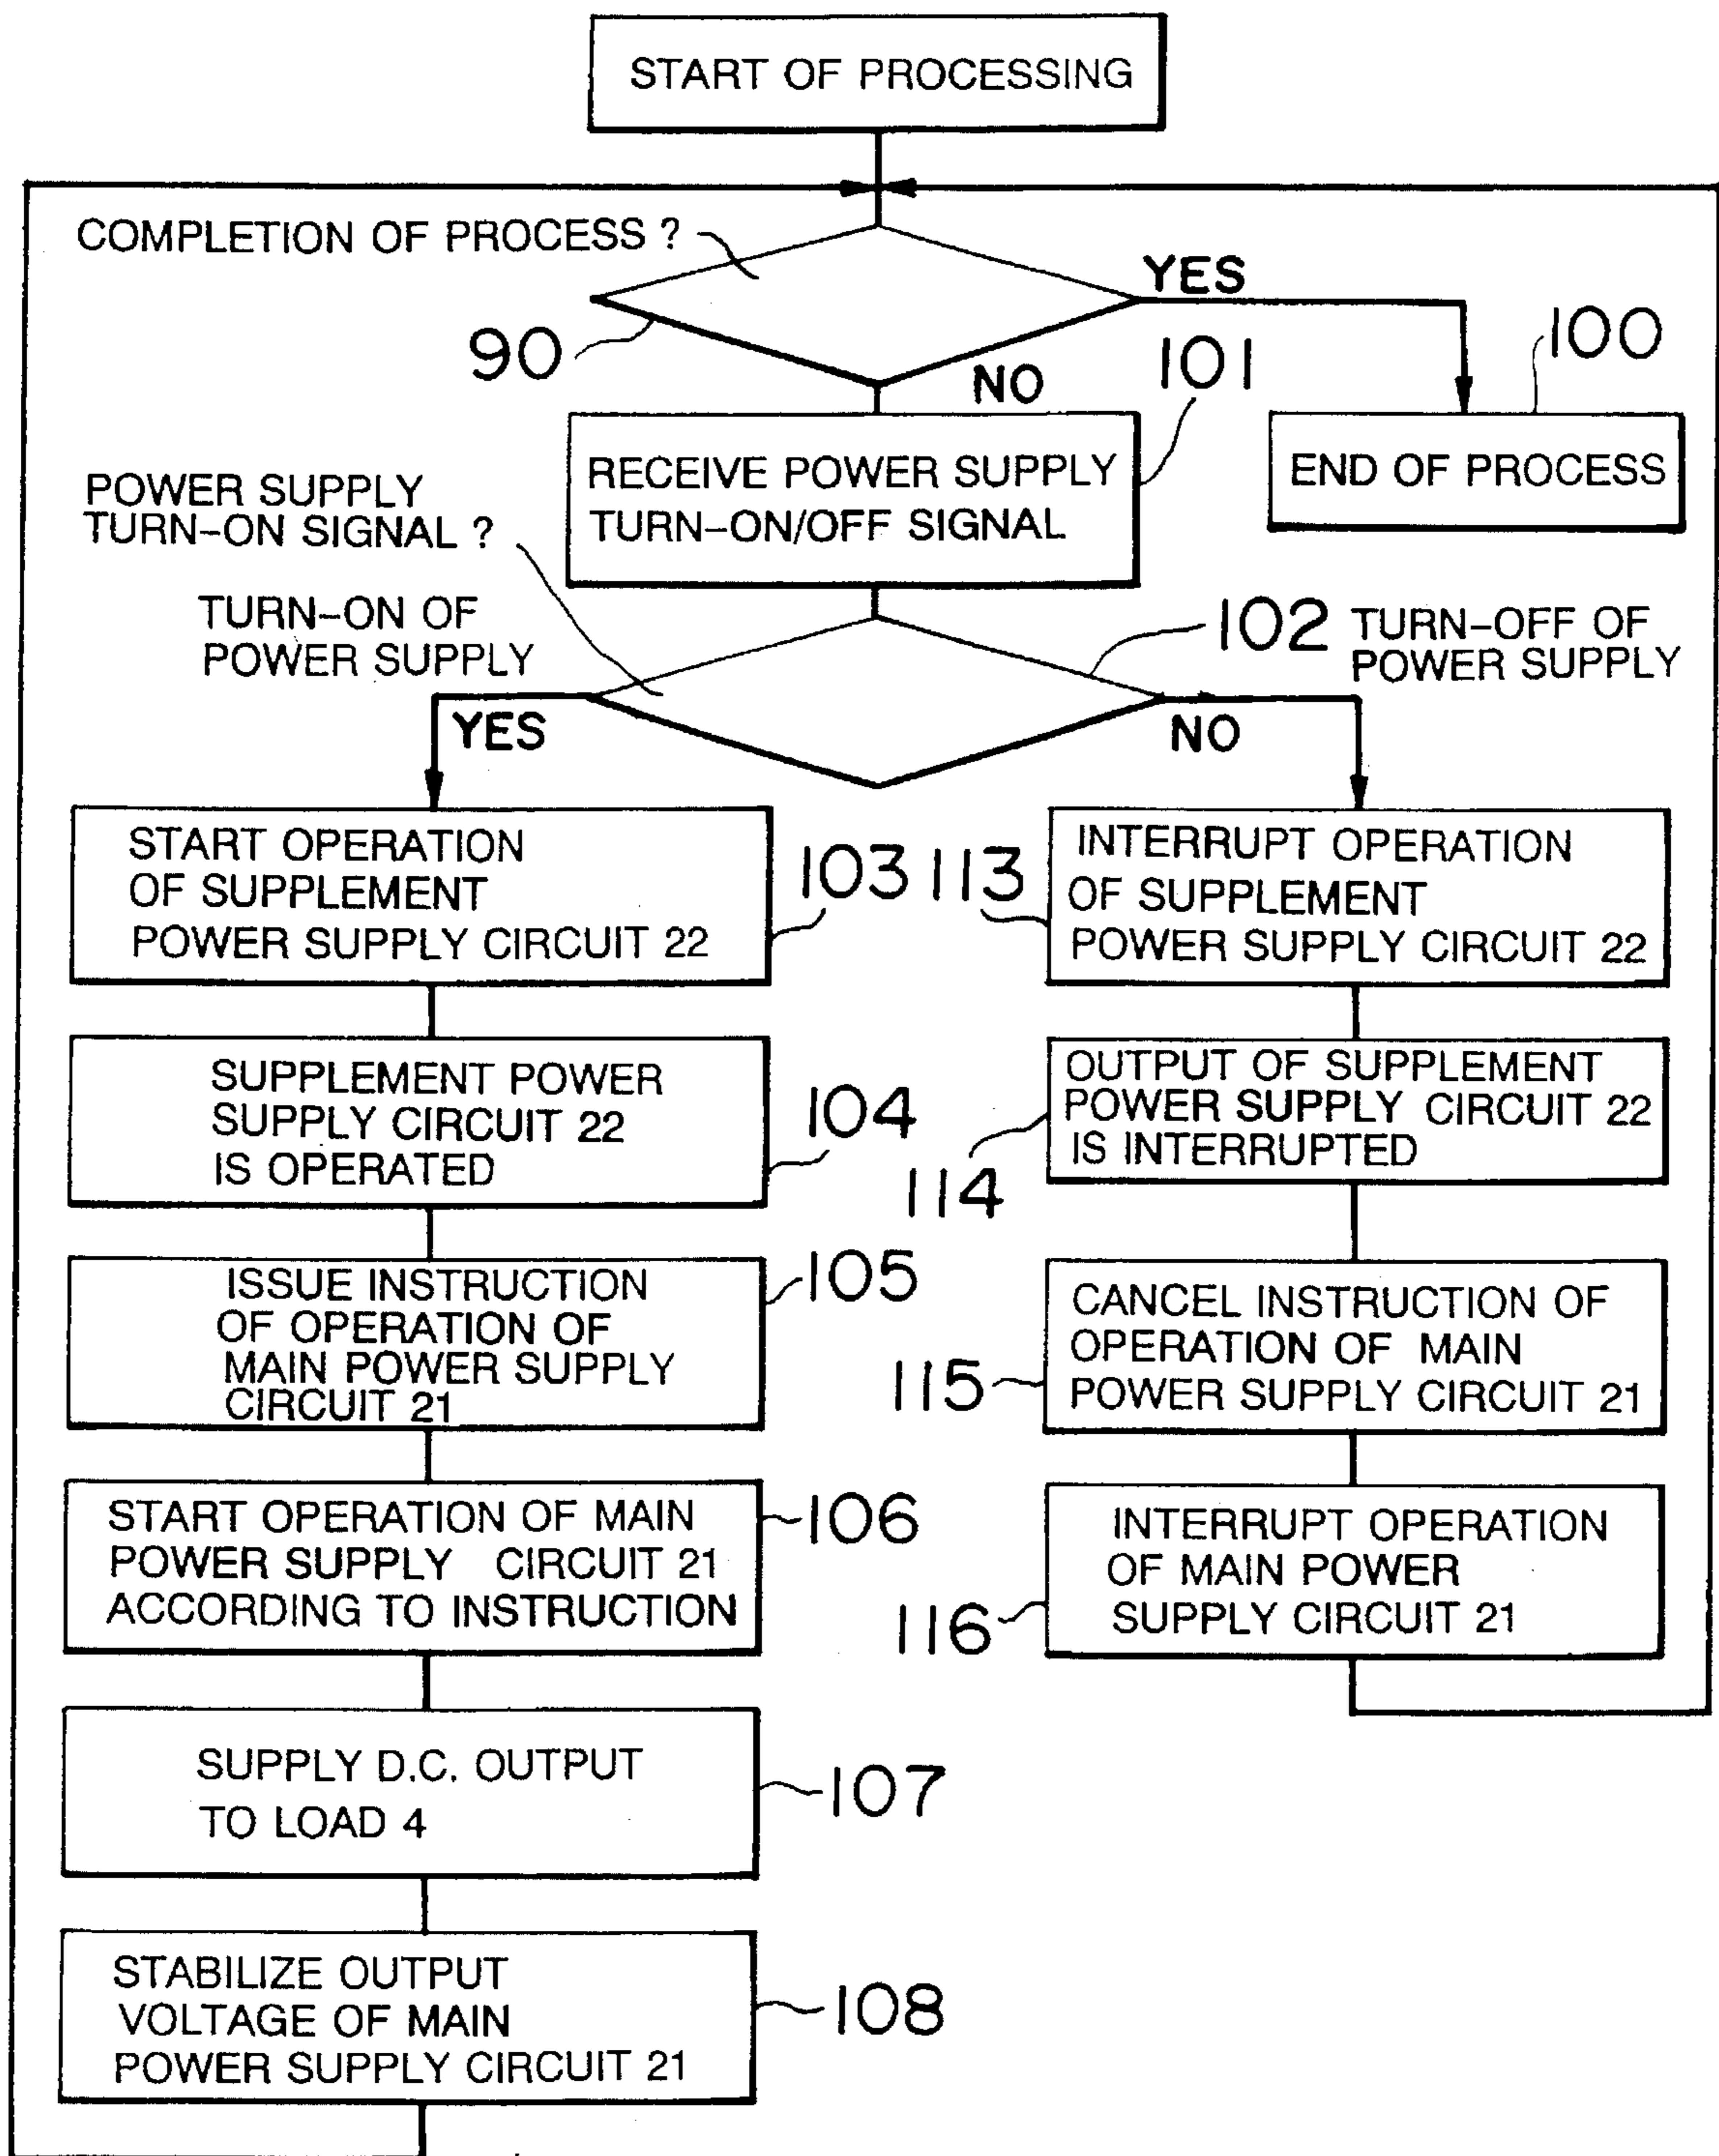 START OF PROCESSING
COMPLETION OF PROCESS ?
YES
90
NO
101
100
RECEIVE POWER SUPPLY
TURN-ON/OFF SIGNAL
END OF PROCESS
POWER SUPPLY
TURN-ON SIGNAL ?
TURN-ON OF
POWER SUPPLY
102
TURN-OFF OF
POWER SUPPLY
YES
NO
START OPERATION
OF SUPPLEMENT
POWER SUPPLY CIRCUIT 22
103
113
INTERRUPT OPERATION
OF SUPPLEMENT
POWER SUPPLY CIRCUIT 22
SUPPLEMENT POWER
SUPPLY CIRCUIT 22
IS OPERATED
104
114
OUTPUT OF SUPPLEMENT
POWER SUPPLY CIRCUIT 22
IS INTERRUPTED
ISSUE INSTRUCTION
OF OPERATION OF
MAIN POWER SUPPLY
CIRCUIT 21
105
115
CANCEL INSTRUCTION OF
OPERATION OF MAIN
POWER SUPPLY CIRCUIT 21
START OPERATION OF MAIN
POWER SUPPLY CIRCUIT 21
ACCORDING TO INSTRUCTION
106
116
INTERRUPT OPERATION
OF MAIN POWER
SUPPLY CIRCUIT 21
SUPPLY D.C. OUTPUT
TO LOAD 4
107
STABILIZE OUTPUT
VOLTAGE OF MAIN
POWER SUPPLY CIRCUIT 21
108